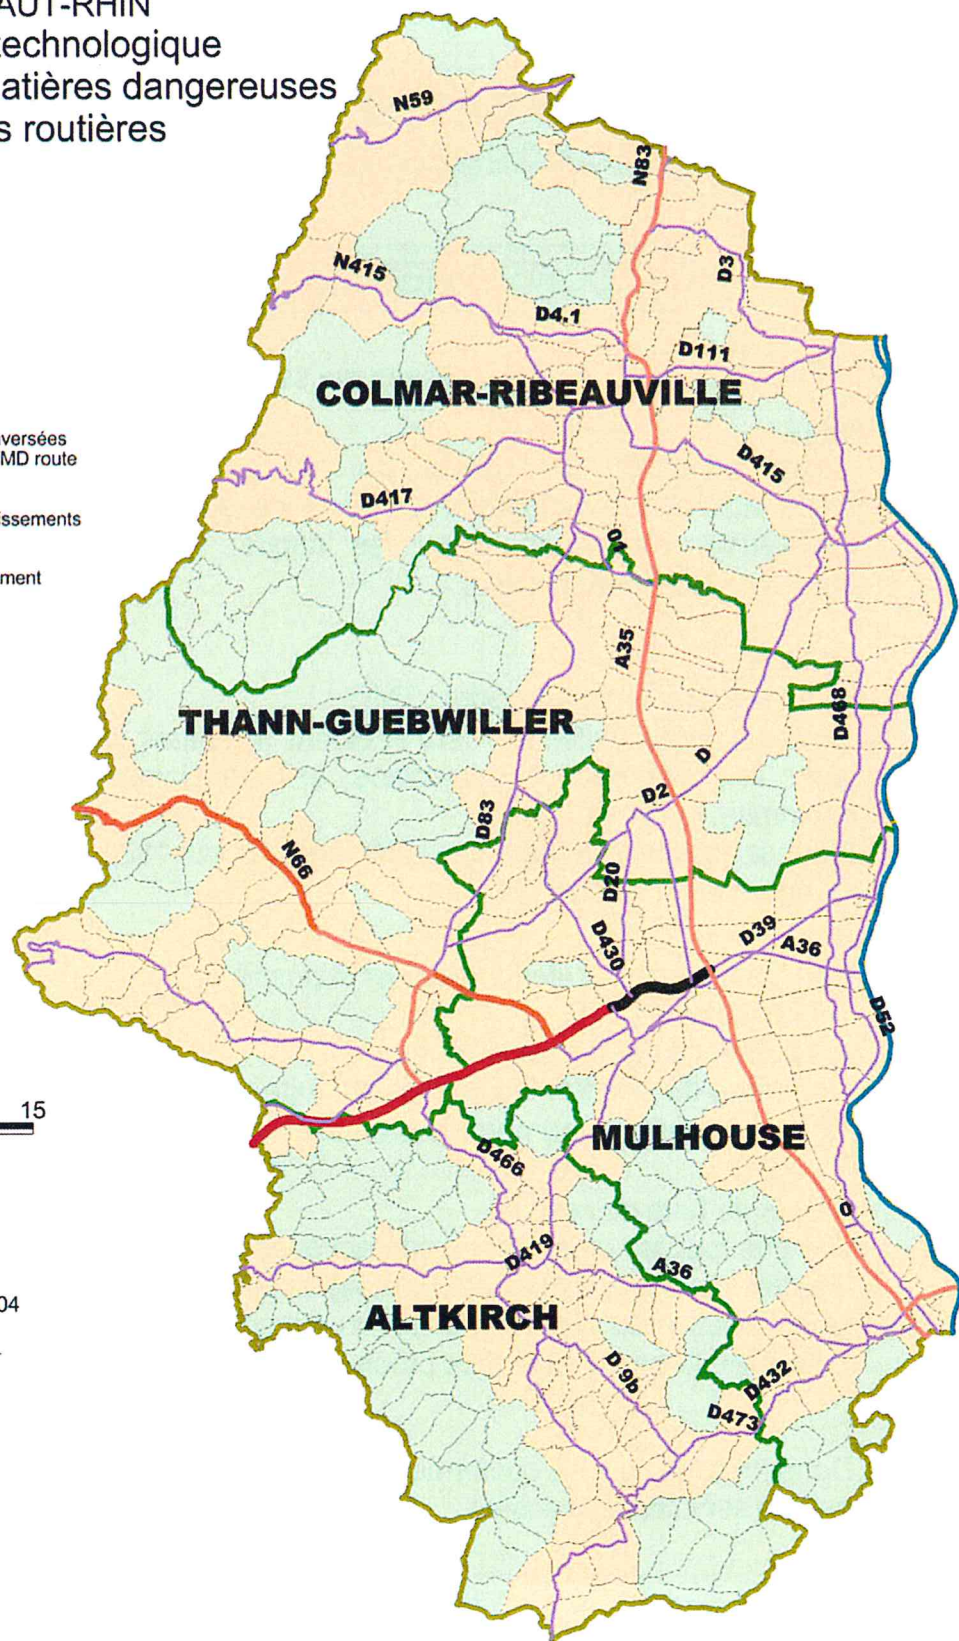 AUT-RHIN
technologique
atières dangereuses
s routières
N59
N83
N415
D3
D4.1
D111
COLMAR-RIBEAUVILLE
versées
MD route
D415
D417
issements
ment
A35
D468
THANN-GUEBWILLER
D
D2
D83
N66
D20
D39
D430
A36
D52
15
MULHOUSE
D466
D419
A36
04
ALTKIRCH
D 9b
D432
D473